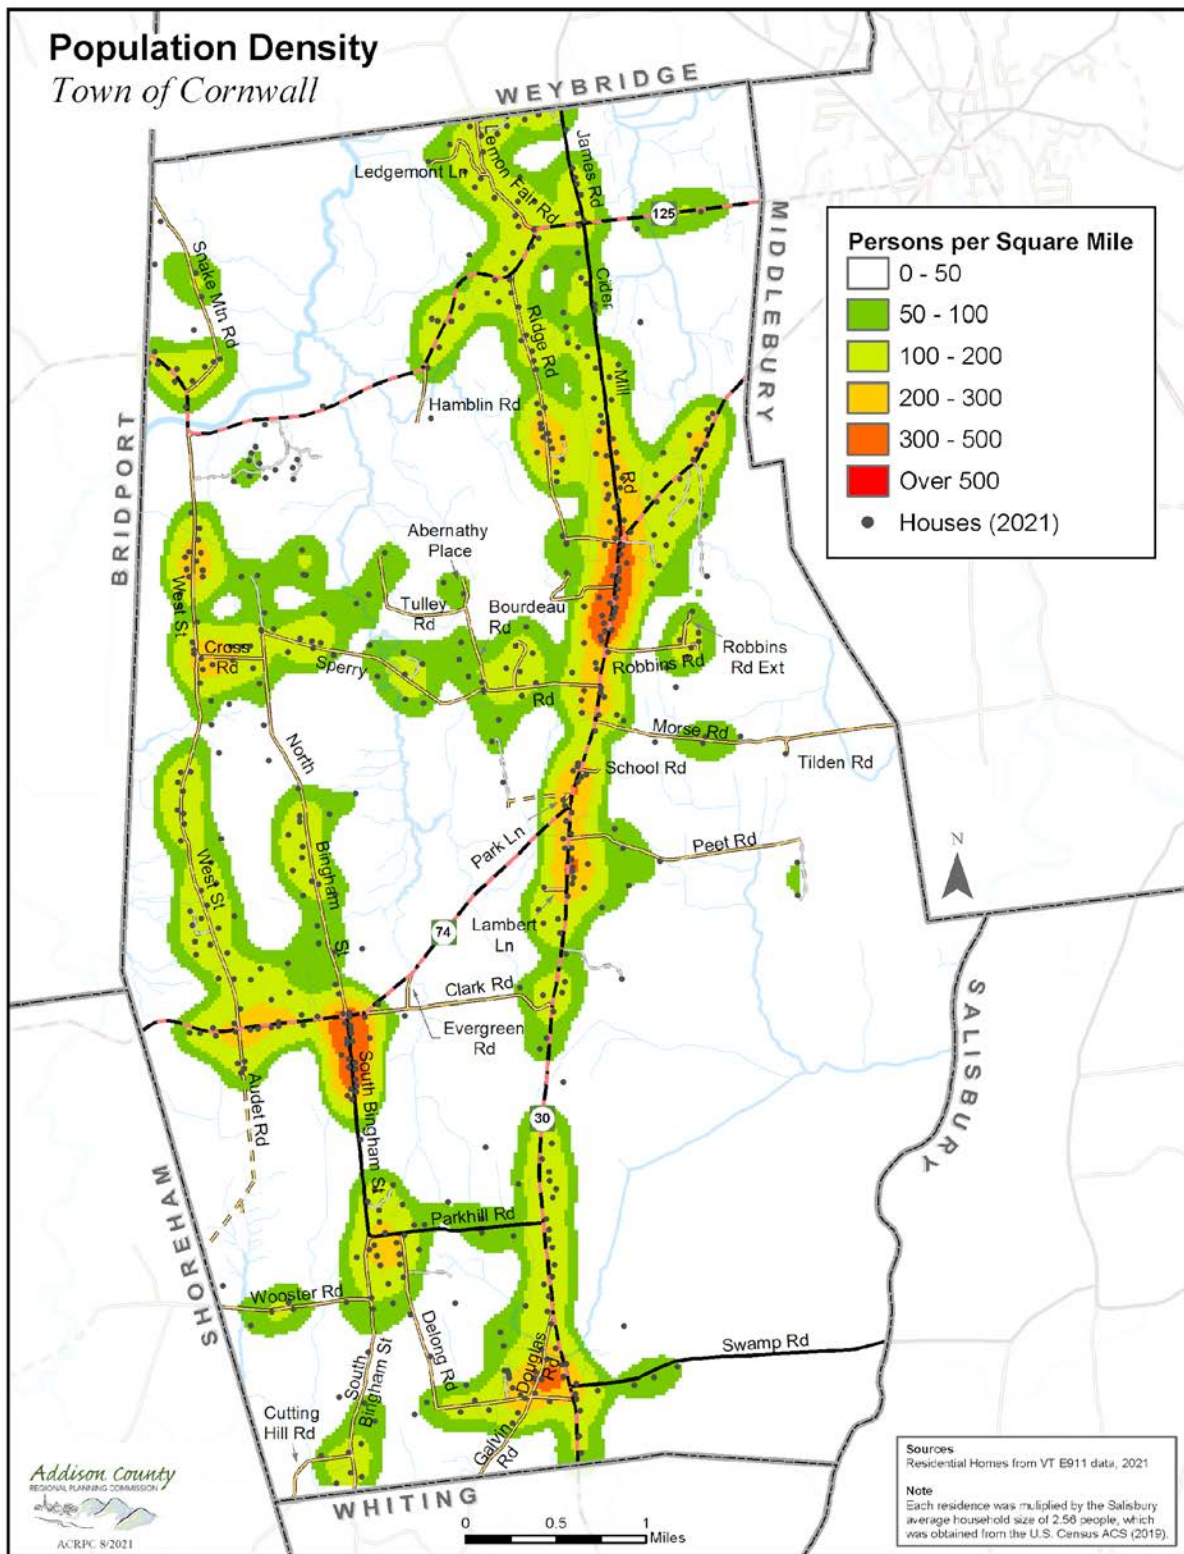 Population Density
Town of Cornwall
WEYBRIDGE
Ledgemont Ln
Lemon Fair Rd
James Rd
125
MIDDLEBURY
Persons per Square Mile
0 - 50
50 - 100
100 - 200
200 - 300
300 - 500
Over 500
Houses (2021)
Snake Mtn Rd
Cider
Ridge Rd
Mill
Hamblin Rd
BRIDPORT
Rd
Abernathy
Place
West St
Tulley
Rd
Bourdeau
Rd
Cross
Rd
Sperry
Robbins Rd
Robbins
Rd Ext
Rd
Morse Rd
North
School Rd
Tilden Rd
Park Ln
Peet Rd
N
West St
Bingham
St
74
Lambert
Ln
Clark Rd
Evergreen
Rd
SALISBURY
Audet Rd
South Bingham St
30
SHOREHAM
Parkhill Rd
Wooster Rd
Delong Rd
Douglas
Rd
Swamp Rd
South
Bingham St
Cutting
Hill Rd
Galvin
Rd
WHITING
Addison County
REGIONAL PLANNING COMMISSION
ACRPC 8/2021
0 0.5 1
Miles
Sources
Residential Homes from VT E911 data, 2021
Note
Each residence was muliplied by the Salisbury
average household size of 2.56 people, which
was obtained from the U.S. Census ACS (2019).